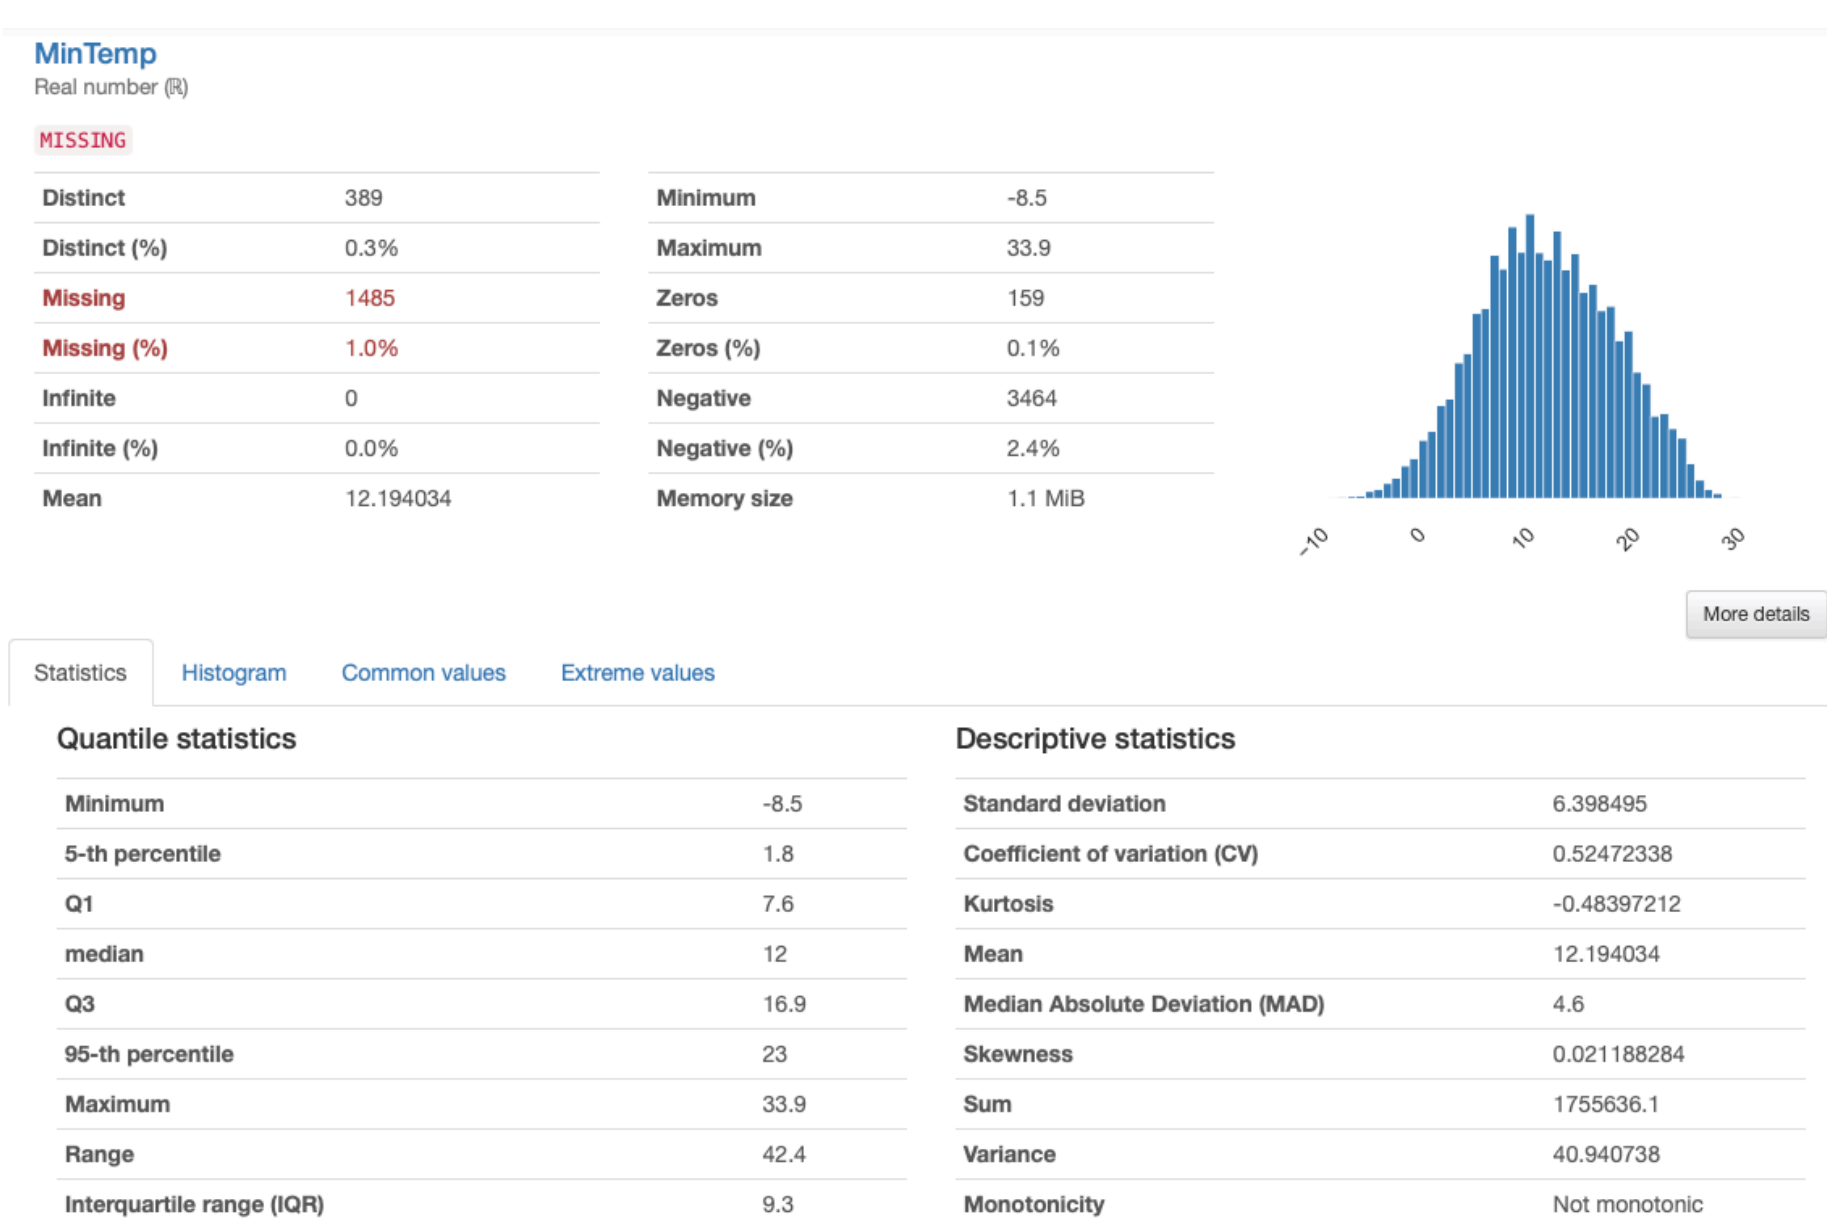 MinTemp
Real number (ℝ)
MISSING
Distinct 389
Distinct (%) 0.3%
Missing 1485
Missing (%) 1.0%
Infinite 0
Infinite (%) 0.0%
Mean 12.194034
Minimum -8.5
Maximum 33.9
Zeros 159
Zeros (%) 0.1%
Negative 3464
Negative (%) 2.4%
Memory size 1.1 MiB
−10 0 10 20 30
More details
Statistics Histogram Common values Extreme values
Quantile statistics
Minimum -8.5
5-th percentile 1.8
Q1 7.6
median 12
Q3 16.9
95-th percentile 23
Maximum 33.9
Range 42.4
Interquartile range (IQR) 9.3
Descriptive statistics
Standard deviation 6.398495
Coefficient of variation (CV) 0.52472338
Kurtosis -0.48397212
Mean 12.194034
Median Absolute Deviation (MAD) 4.6
Skewness 0.021188284
Sum 1755636.1
Variance 40.940738
Monotonicity Not monotonic